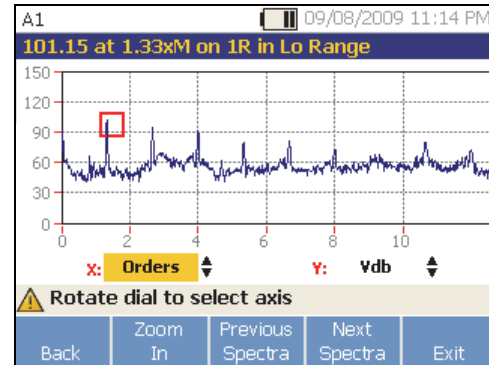 A1 09/08/2009 11:14 PM
101.15 at 1.33xM on 1R in Lo Range
150
120
90
60
30
0
0 2 4 6 8 10
X: Orders Y: Vdb
Rotate dial to select axis
Back Zoom In Previous Spectra Next Spectra Exit